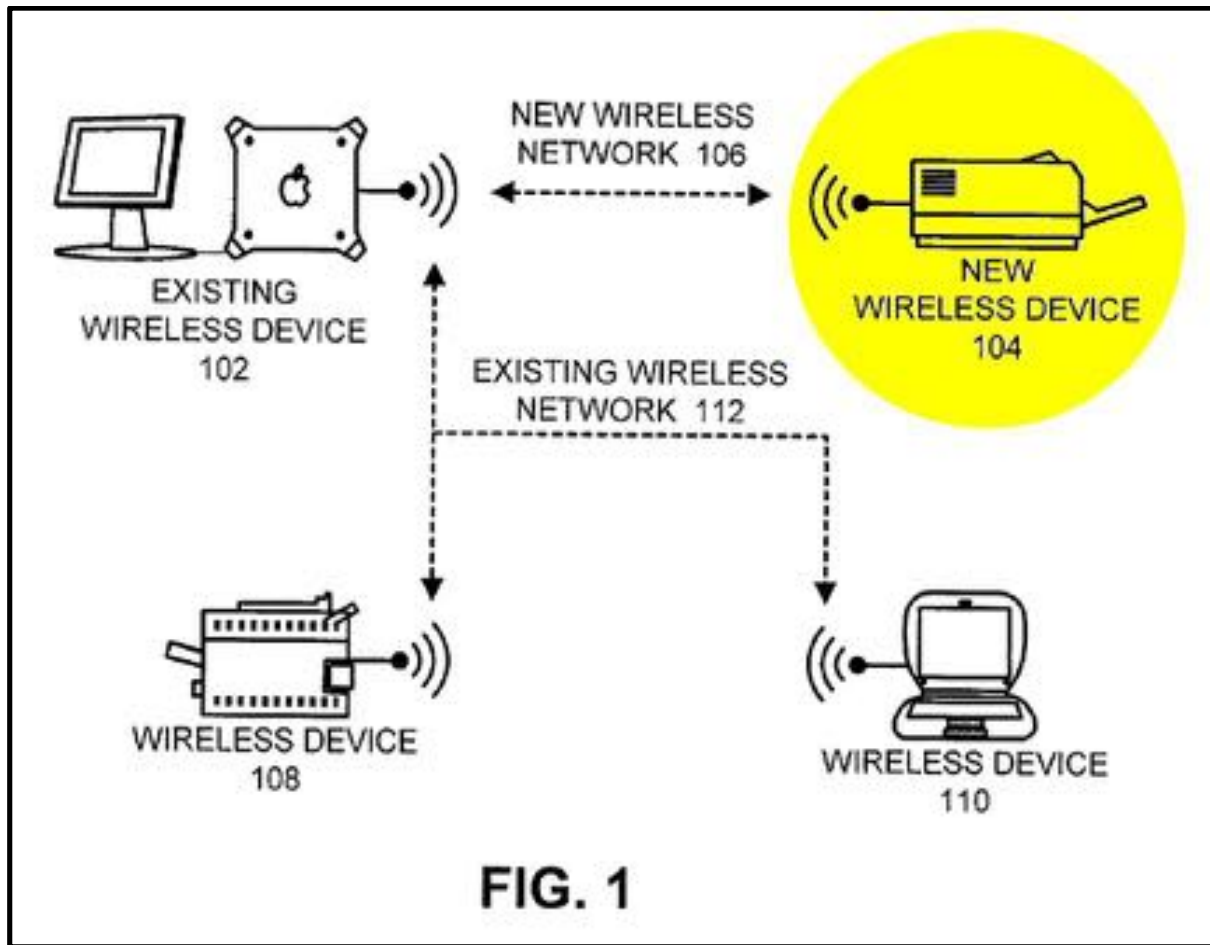 NEW WIRELESS
NETWORK 106
EXISTING
WIRELESS DEVICE
102
NEW
WIRELESS DEVICE
104
EXISTING WIRELESS
NETWORK 112
WIRELESS DEVICE
108
WIRELESS DEVICE
110
FIG. 1